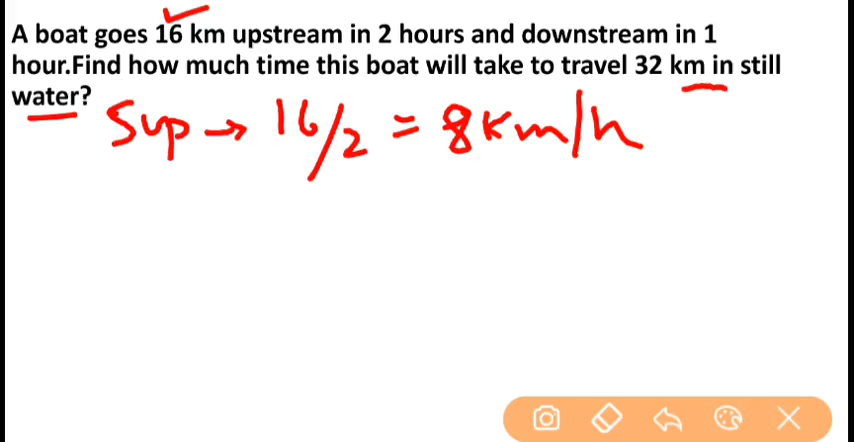 A boat goes 16 km upstream in 2 hours and downstream in 1
hour.Find how much time this boat will take to travel 32 km in still
water?
Sup → 16/2 = 8km/h